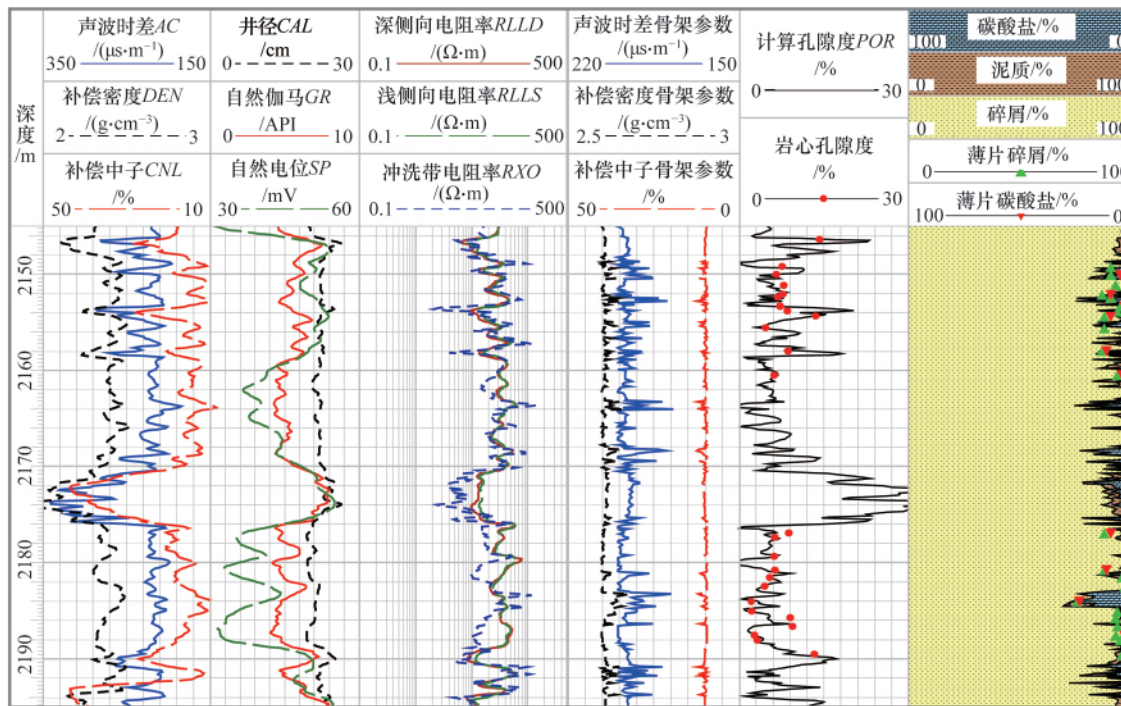 深度/m
声波时差AC
/(μs·m⁻¹)
350 150
补偿密度DEN
/(g·cm⁻³)
2 3
补偿中子CNL
/%
50 10
井径CAL
/cm
0 30
自然伽马GR
/API
0 10
自然电位SP
/mV
30 60
深侧向电阻率RLLD
/(Ω·m)
0.1 500
浅侧向电阻率RLLS
/(Ω·m)
0.1 500
冲洗带电阻率RXO
/(Ω·m)
0.1 500
声波时差骨架参数
/(μs·m⁻¹)
220 150
补偿密度骨架参数
/(g·cm⁻³)
2.5 3
补偿中子骨架参数
/%
50 0
计算孔隙度POR
/%
0 30
岩心孔隙度
/%
0 30
碳酸盐/%
100 0
泥质/%
0 100
碎屑/%
0 100
薄片碎屑/%
0 100
薄片碳酸盐/%
100 0
2150
2160
2170
2180
2190